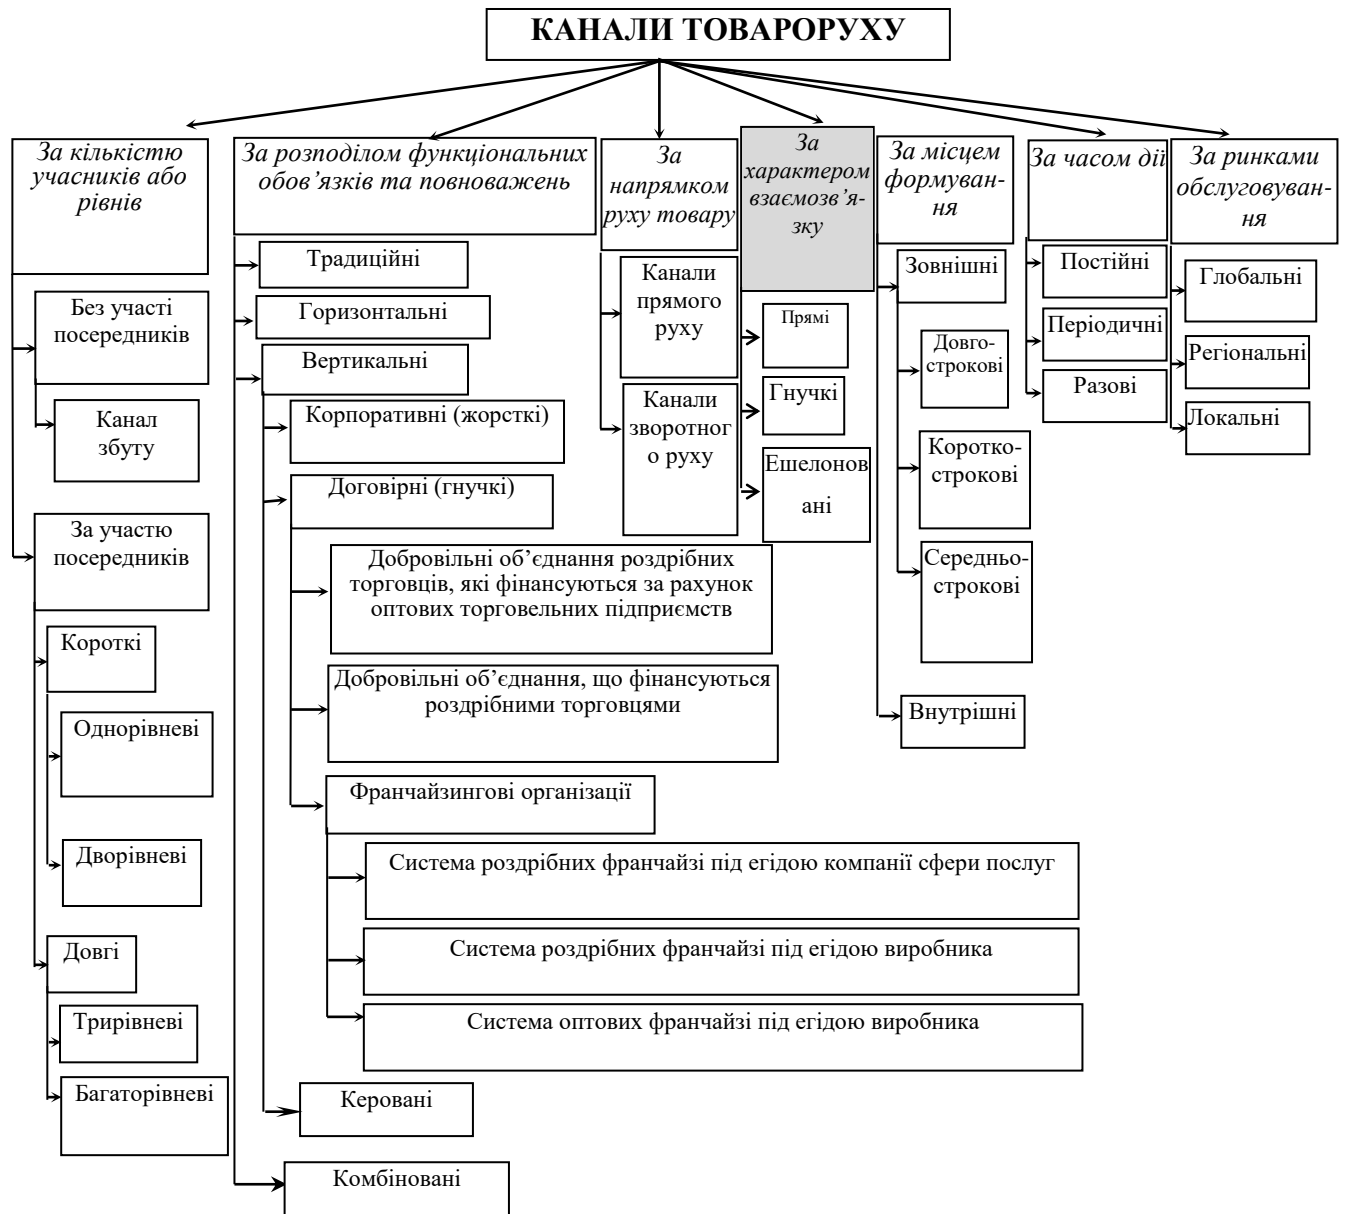 КАНАЛИ ТОВАРОРУХУ
За кількістю
учасників або
рівнів
Без участі
посередників
Канал
збуту
За участю
посередників
Короткі
Однорівневі
Дворівневі
Довгі
Трирівневі
Багаторівневі
За розподілом функціональних
обов’язків та повноважень
Традиційні
Горизонтальні
Вертикальні
Корпоративні (жорсткі)
Договірні (гнучкі)
Добровільні об’єднання роздрібних
торговців, які фінансуються за рахунок
оптових торговельних підприємств
Добровільні об’єднання, що фінансуються
роздрібними торговцями
Франчайзингові організації
Система роздрібних франчайзі під егідою компанії сфери послуг
Система роздрібних франчайзі під егідою виробника
Система оптових франчайзі під егідою виробника
Керовані
Комбіновані
За
напрямком
руху товару
Канали
прямого
руху
Канали
зворотног
о руху
За
характером
взаємозв’я-
зку
Прямі
Гнучкі
Ешелонов
ані
За місцем
формуван-
ня
Зовнішні
Довго-
строкові
Коротко-
строкові
Середньо-
строкові
Внутрішні
За часом дії
Постійні
Періодичні
Разові
За ринками
обслуговуван-
ня
Глобальні
Регіональні
Локальні